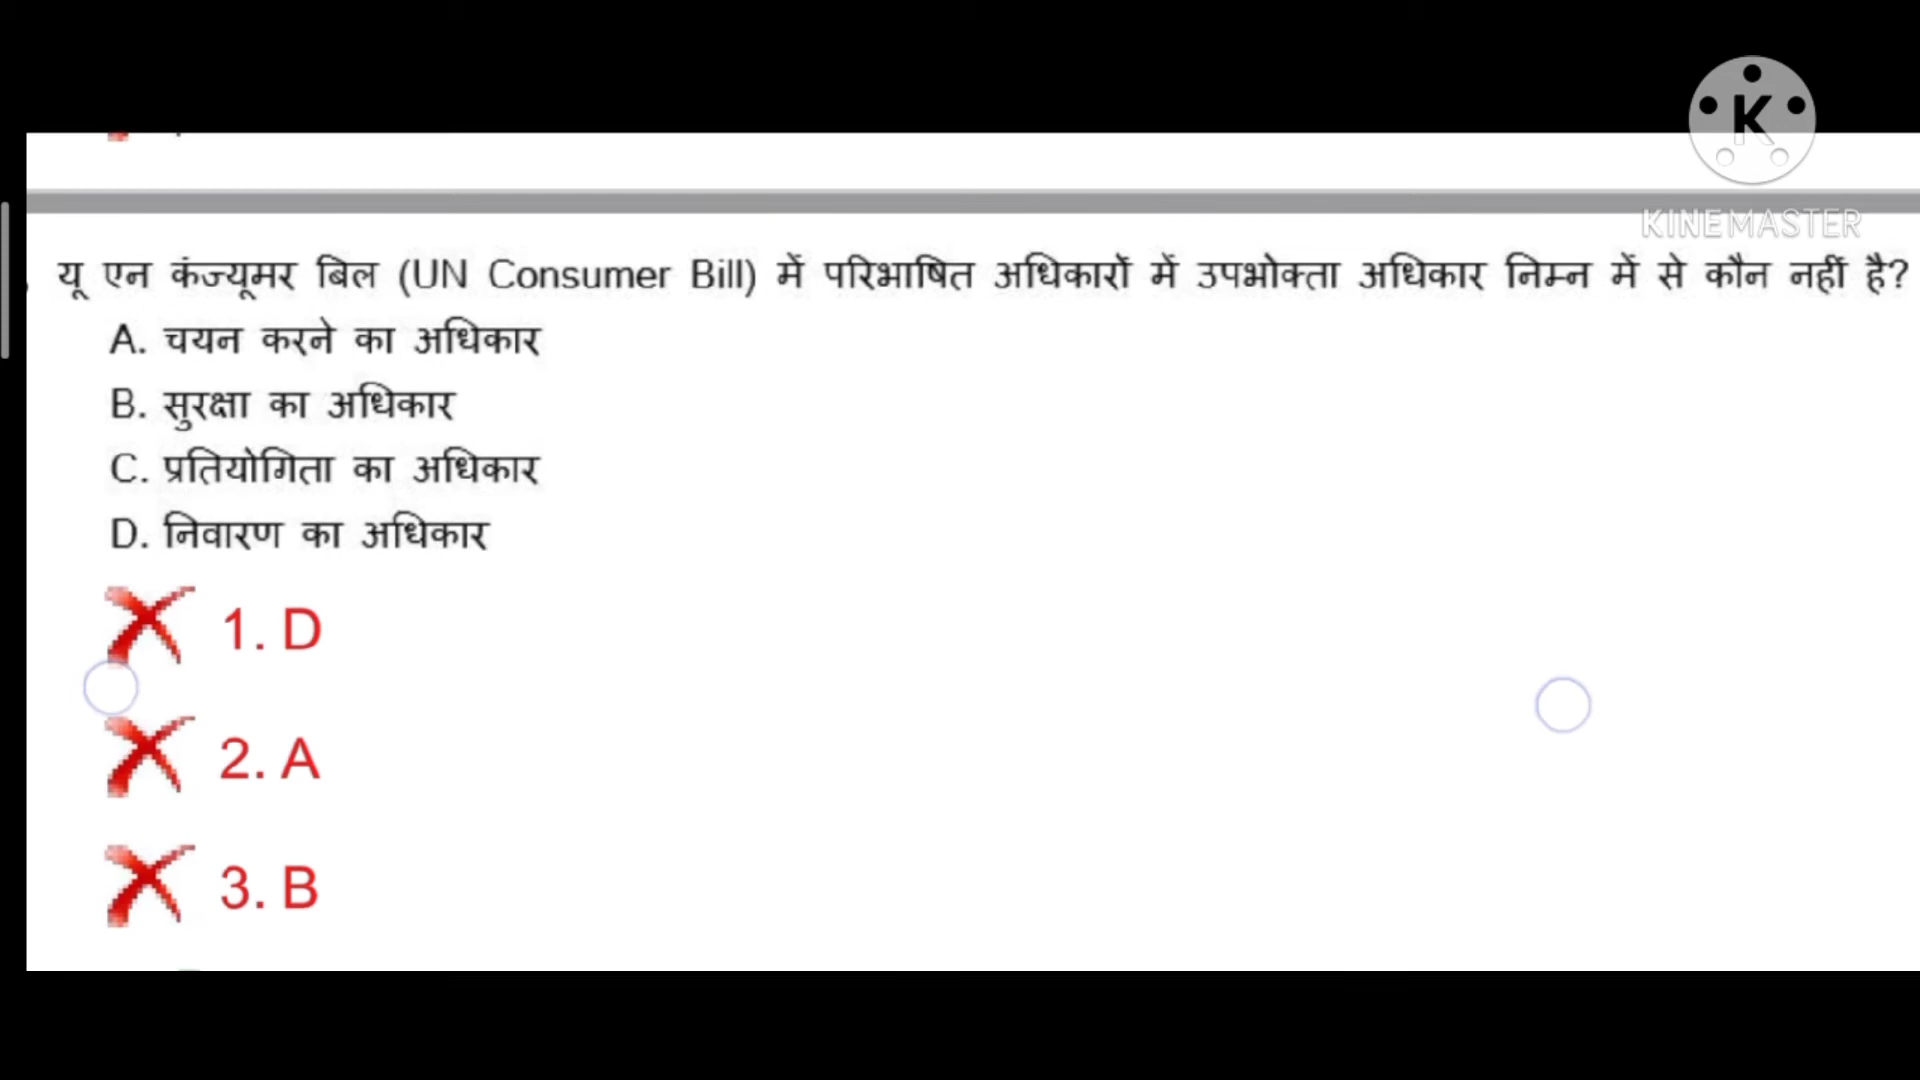 K
KINEMASTER
यू एन कंज्यूमर बिल (UN Consumer Bill) में परिभाषित अधिकारों में उपभोक्ता अधिकार निम्न में से कौन नहीं है?
A. चयन करने का अधिकार
B. सुरक्षा का अधिकार
C. प्रतियोगिता का अधिकार
D. निवारण का अधिकार
1. D
2. A
3. B